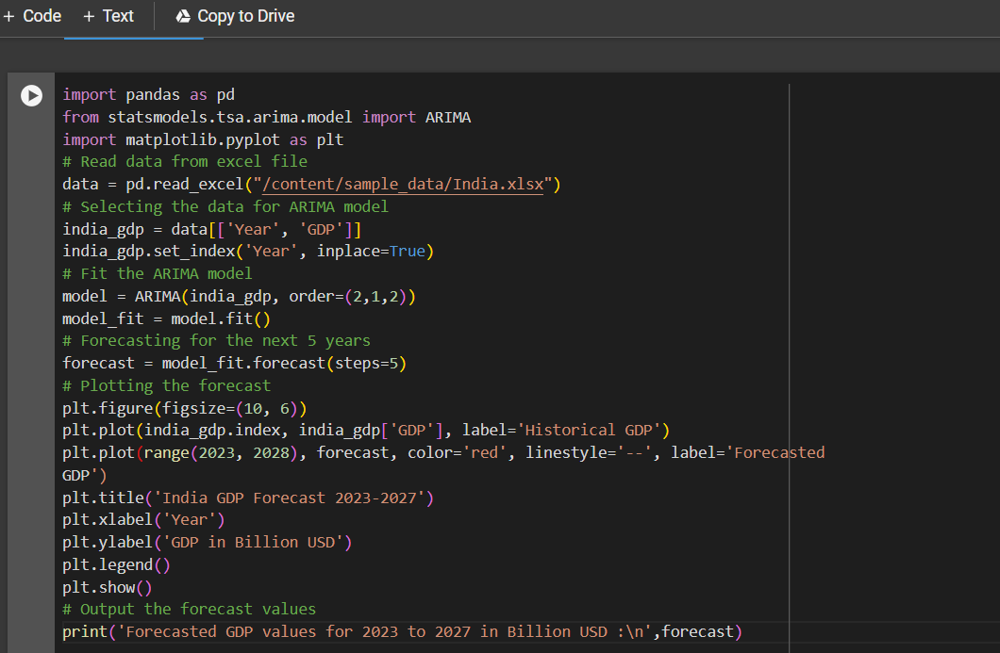 + Code + Text Copy to Drive
import pandas as pd
from statsmodels.tsa.arima.model import ARIMA
import matplotlib.pyplot as plt
# Read data from excel file
data = pd.read_excel("/content/sample_data/India.xlsx")
# Selecting the data for ARIMA model
india_gdp = data[['Year', 'GDP']]
india_gdp.set_index('Year', inplace=True)
# Fit the ARIMA model
model = ARIMA(india_gdp, order=(2,1,2))
model_fit = model.fit()
# Forecasting for the next 5 years
forecast = model_fit.forecast(steps=5)
# Plotting the forecast
plt.figure(figsize=(10, 6))
plt.plot(india_gdp.index, india_gdp['GDP'], label='Historical GDP')
plt.plot(range(2023, 2028), forecast, color='red', linestyle='--', label='Forecasted
GDP')
plt.title('India GDP Forecast 2023-2027')
plt.xlabel('Year')
plt.ylabel('GDP in Billion USD')
plt.legend()
plt.show()
# Output the forecast values
print('Forecasted GDP values for 2023 to 2027 in Billion USD :\n',forecast)